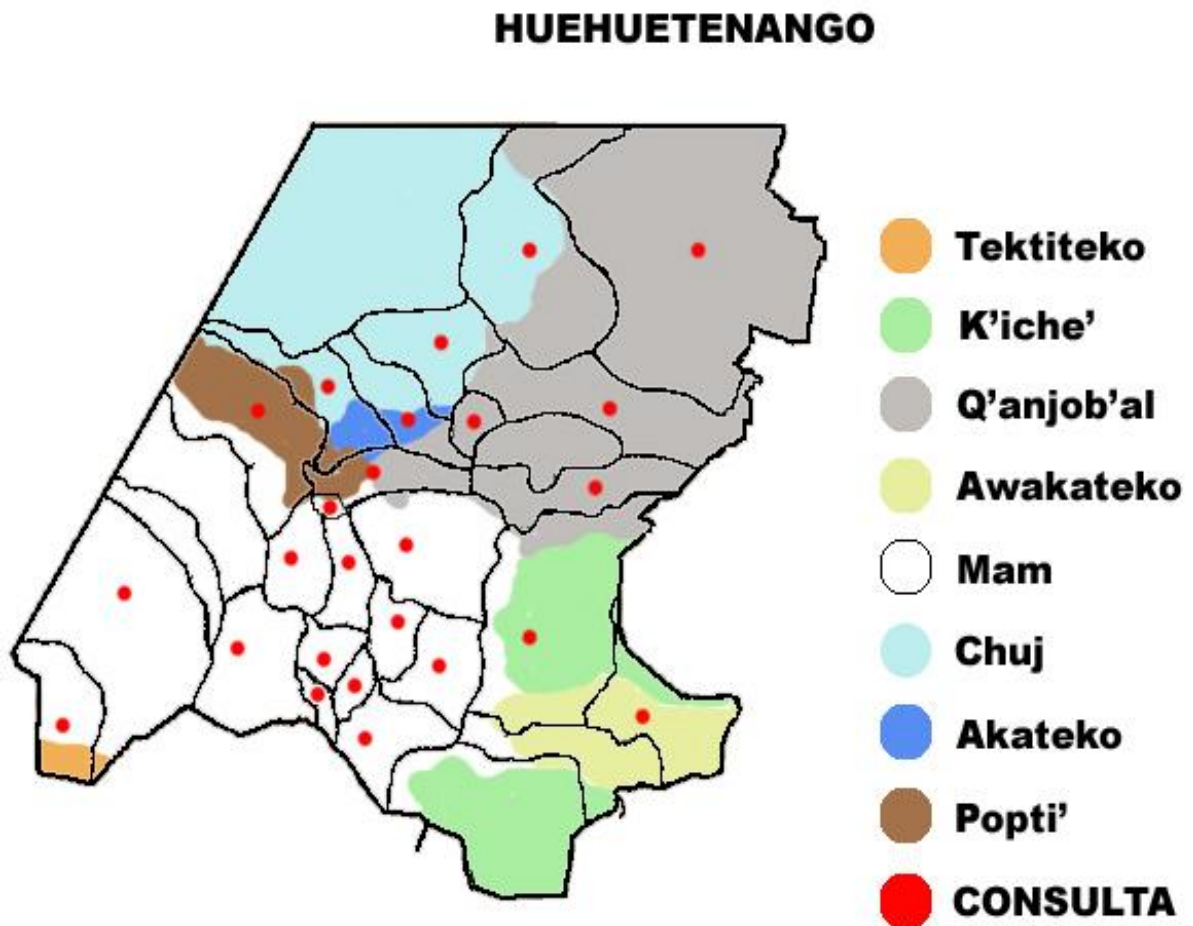 HUEHUETENANGO
Tektiteko
K’iche’
Q’anjob’al
Awakateko
Mam
Chuj
Akateko
Popti’
CONSULTA